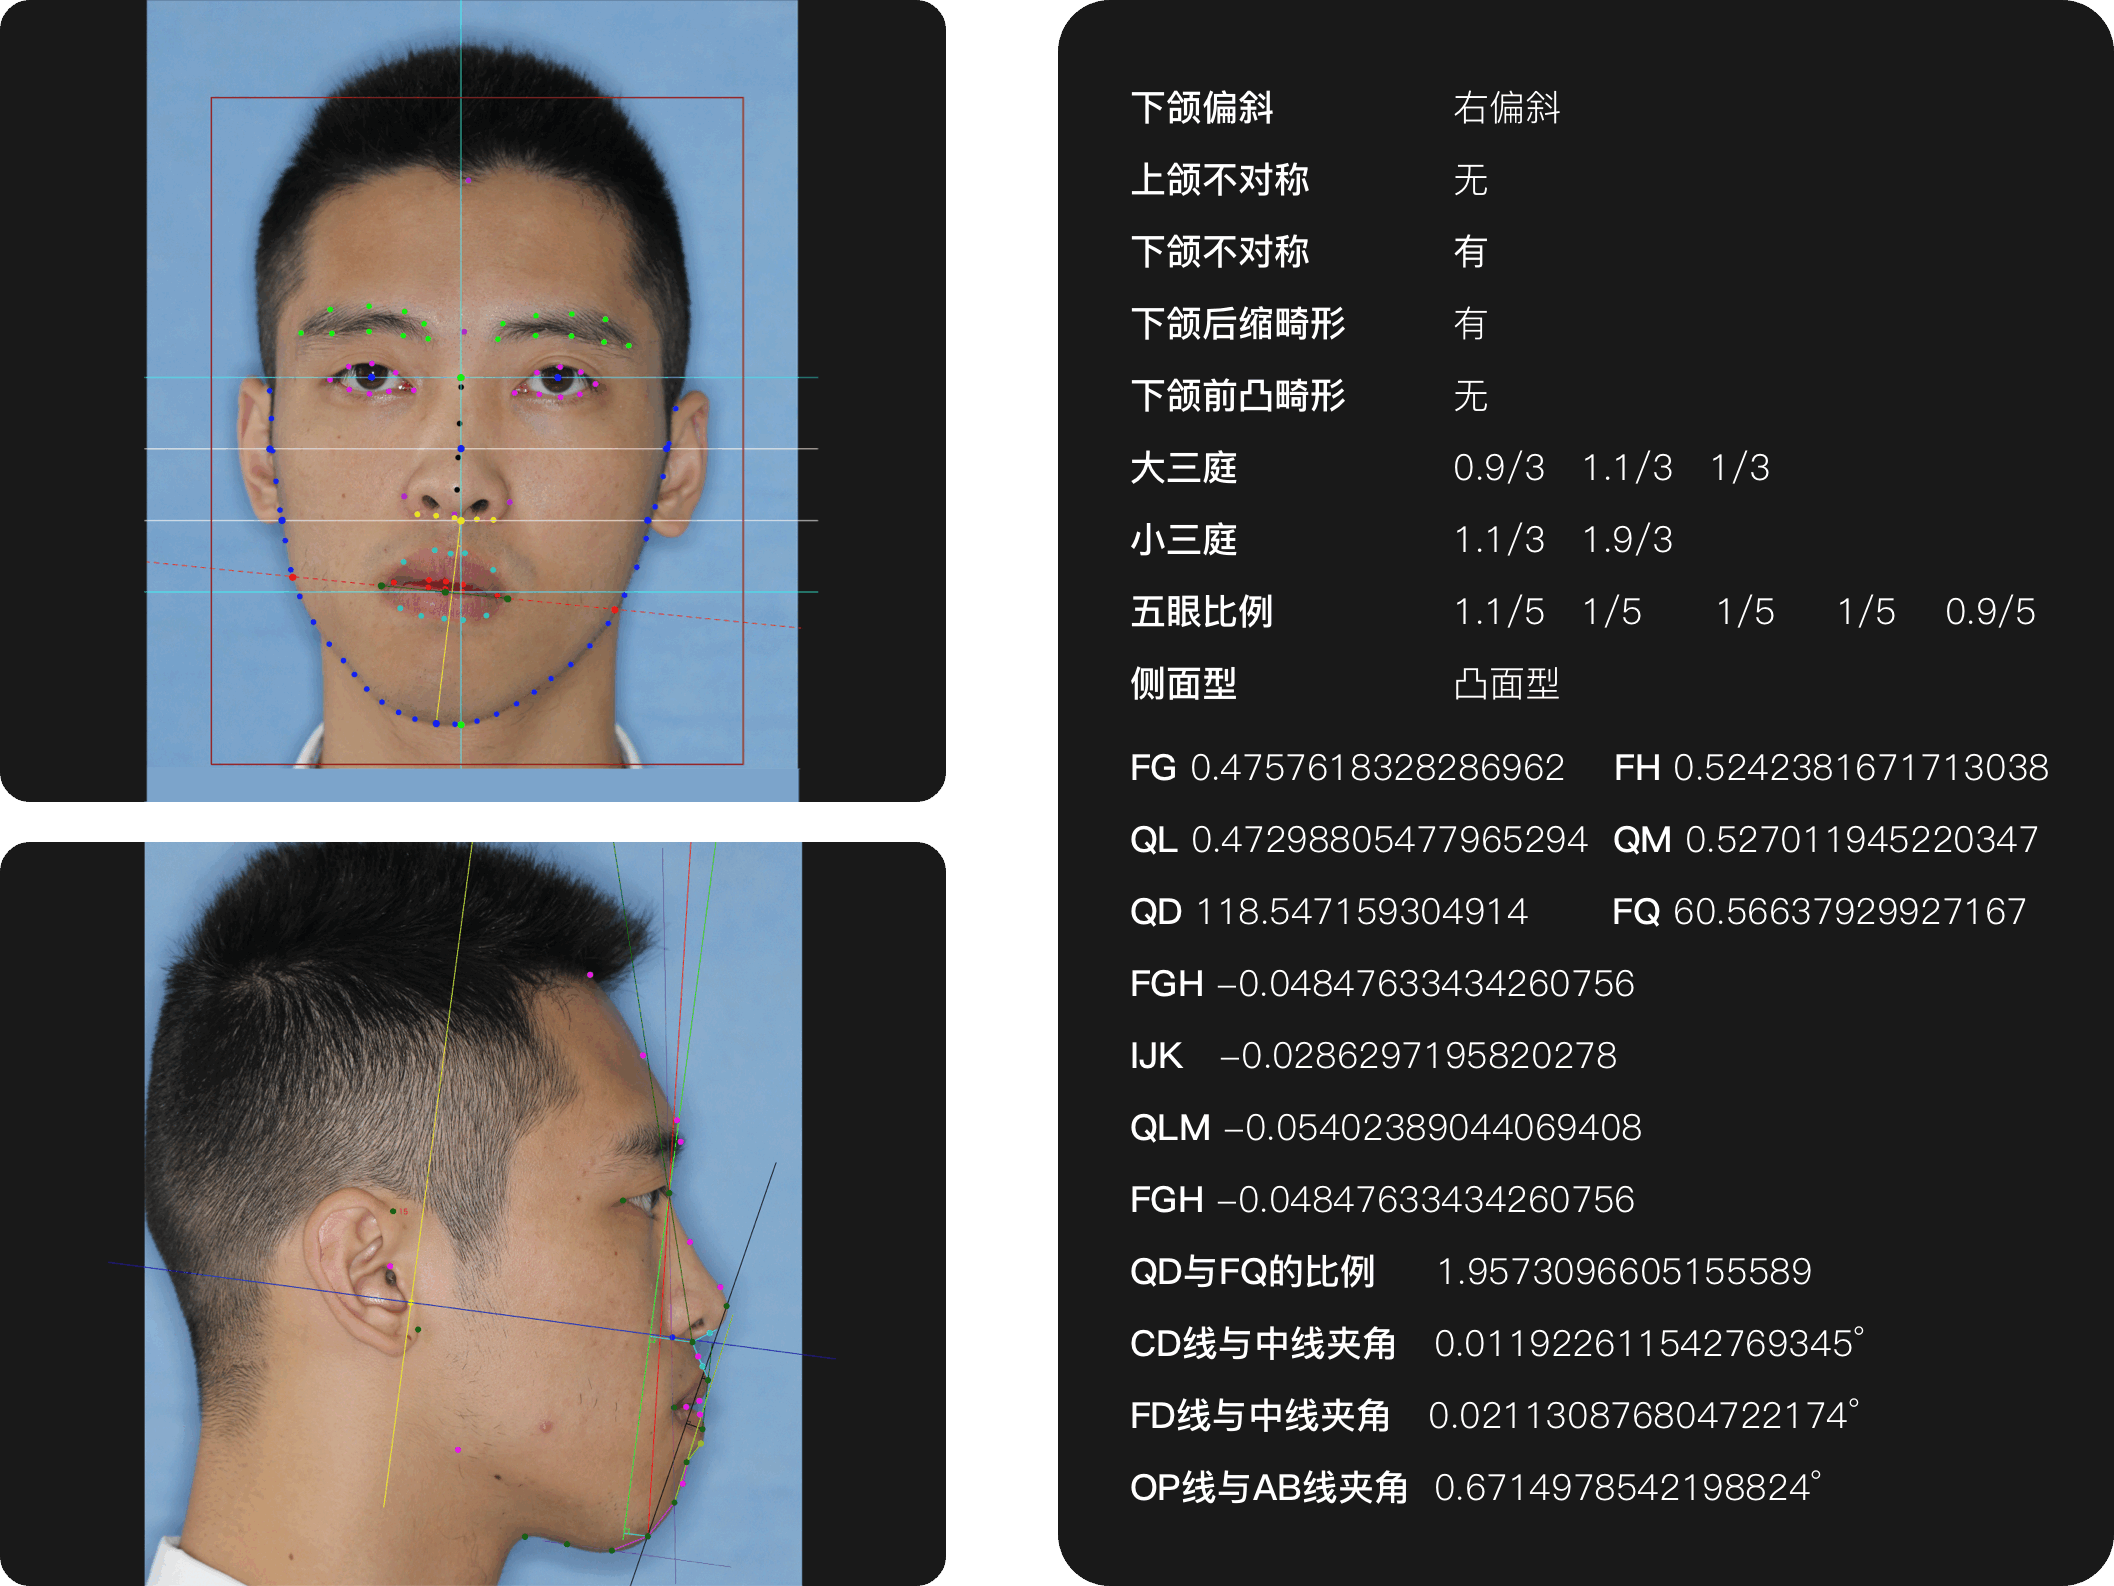 下颌偏斜 右偏斜
上颌不对称 无
下颌不对称 有
下颌后缩畸形 有
下颌前凸畸形 无
大三庭 0.9/3 1.1/3 1/3
小三庭 1.1/3 1.9/3
五眼比例 1.1/5 1/5 1/5 1/5 0.9/5
侧面型 凸面型
FG 0.4757618328286962 FH 0.5242381671713038
QL 0.47298805477965294 QM 0.527011945220347
QD 118.547159304914 FQ 60.56637929927167
FGH -0.04847633434260756
IJK -0.0286297195820278
QLM -0.05402389044069408
FGH -0.04847633434260756
QD与FQ的比例 1.9573096605155589
CD线与中线夹角 0.011922611542769345°
FD线与中线夹角 0.021130876804722174°
OP线与AB线夹角 0.6714978542198824°
15